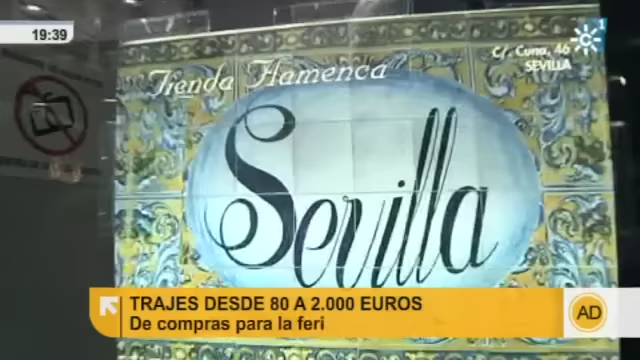 19:39
C/. Cuna, 46
SEVILLA
Tienda Flamenca
Sevilla
TRAJES DESDE 80 A 2.000 EUROS
De compras para la feri
AD